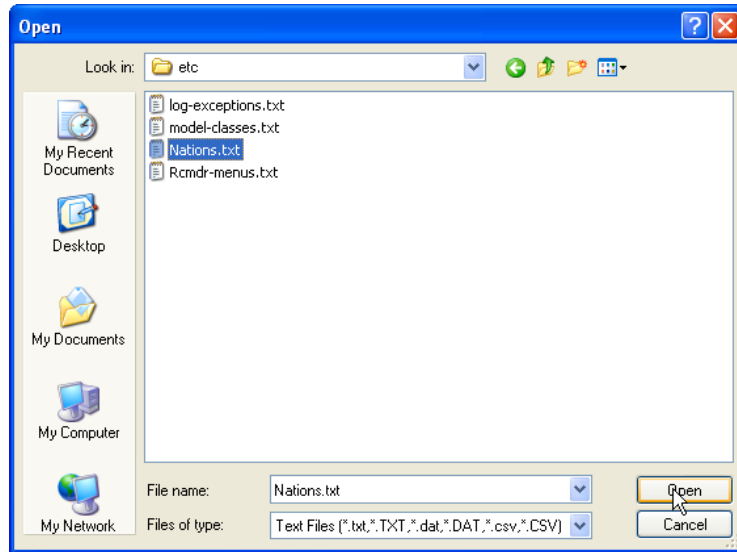 Open
Look in:
etc
My Recent
Documents
Desktop
My Documents
My Computer
My Network
log-exceptions.txt
model-classes.txt
Nations.txt
Rcmdr-menus.txt
File name:
Nations.txt
Open
Files of type:
Text Files (*.txt,*.TXT,*.dat,*.DAT,*.csv,*.CSV)
Cancel